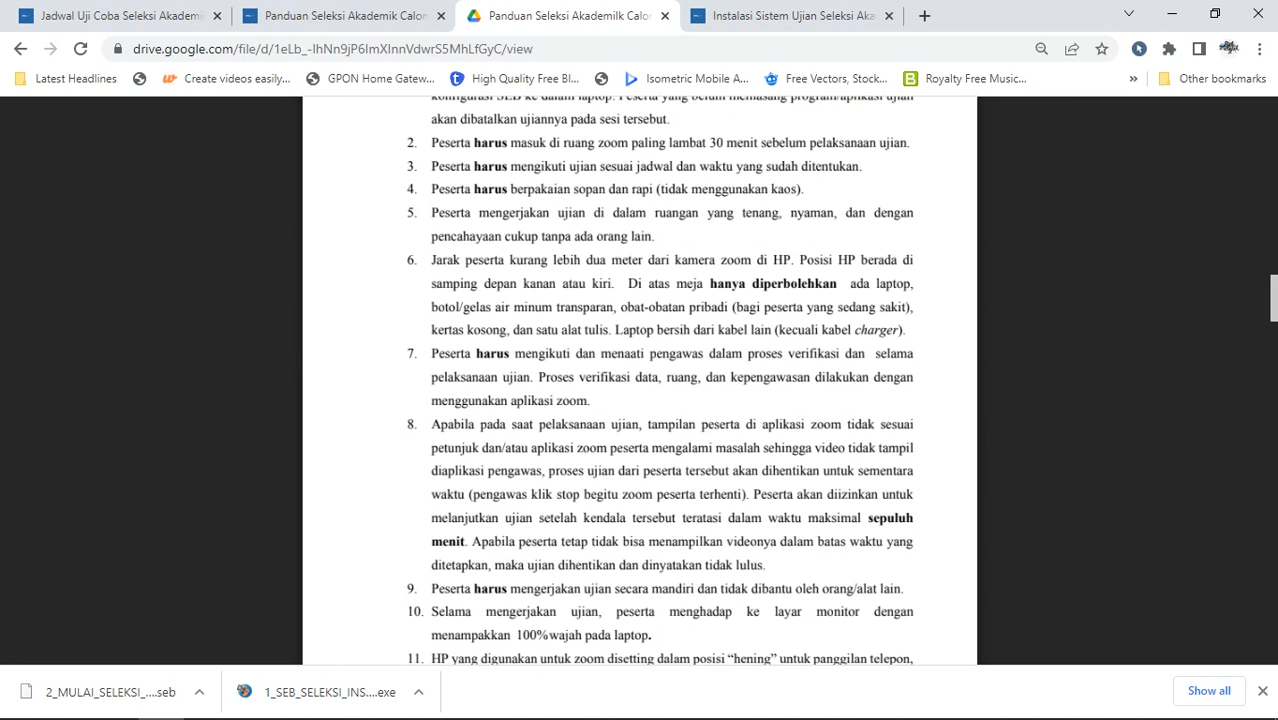 Jadwal Uji Coba Seleksi Akademi
Panduan Seleksi Akademik Calon
Panduan Seleksi Akademilk Calo
Instalasi Sistem Ujian Seleksi Aka
drive.google.com/file/d/1eLb_-IhNn9jP6ImXInnVdwrS5MhLfGyC/view
Latest Headlines
Create videos easily...
GPON Home Gatew...
High Quality Free Bl...
Isometric Mobile A...
Free Vectors, Stock...
Royalty Free Music...
»
Other bookmarks
konfigurasi SEB ke dalam laptop. Peserta yang belum memasang program/aplikasi ujian
akan dibatalkan ujiannya pada sesi tersebut.
2. Peserta harus masuk di ruang zoom paling lambat 30 menit sebelum pelaksanaan ujian.
3. Peserta harus mengikuti ujian sesuai jadwal dan waktu yang sudah ditentukan.
4. Peserta harus berpakaian sopan dan rapi (tidak menggunakan kaos).
5. Peserta mengerjakan ujian di dalam ruangan yang tenang, nyaman, dan dengan
pencahayaan cukup tanpa ada orang lain.
6. Jarak peserta kurang lebih dua meter dari kamera zoom di HP. Posisi HP berada di
samping depan kanan atau kiri. Di atas meja hanya diperbolehkan ada laptop,
botol/gelas air minum transparan, obat-obatan pribadi (bagi peserta yang sedang sakit),
kertas kosong, dan satu alat tulis. Laptop bersih dari kabel lain (kecuali kabel charger).
7. Peserta harus mengikuti dan menaati pengawas dalam proses verifikasi dan selama
pelaksanaan ujian. Proses verifikasi data, ruang, dan kepengawasan dilakukan dengan
menggunakan aplikasi zoom.
8. Apabila pada saat pelaksanaan ujian, tampilan peserta di aplikasi zoom tidak sesuai
petunjuk dan/atau aplikasi zoom peserta mengalami masalah sehingga video tidak tampil
diaplikasi pengawas, proses ujian dari peserta tersebut akan dihentikan untuk sementara
waktu (pengawas klik stop begitu zoom peserta terhenti). Peserta akan diizinkan untuk
melanjutkan ujian setelah kendala tersebut teratasi dalam waktu maksimal sepuluh
menit. Apabila peserta tetap tidak bisa menampilkan videonya dalam batas waktu yang
ditetapkan, maka ujian dihentikan dan dinyatakan tidak lulus.
9. Peserta harus mengerjakan ujian secara mandiri dan tidak dibantu oleh orang/alat lain.
10. Selama mengerjakan ujian, peserta menghadap ke layar monitor dengan
menampakkan 100%wajah pada laptop.
11. HP yang digunakan untuk zoom disetting dalam posisi “hening” untuk panggilan telepon,
2_MULAI_SELEKSI_....seb
1_SEB_SELEKSI_INS....exe
Show all